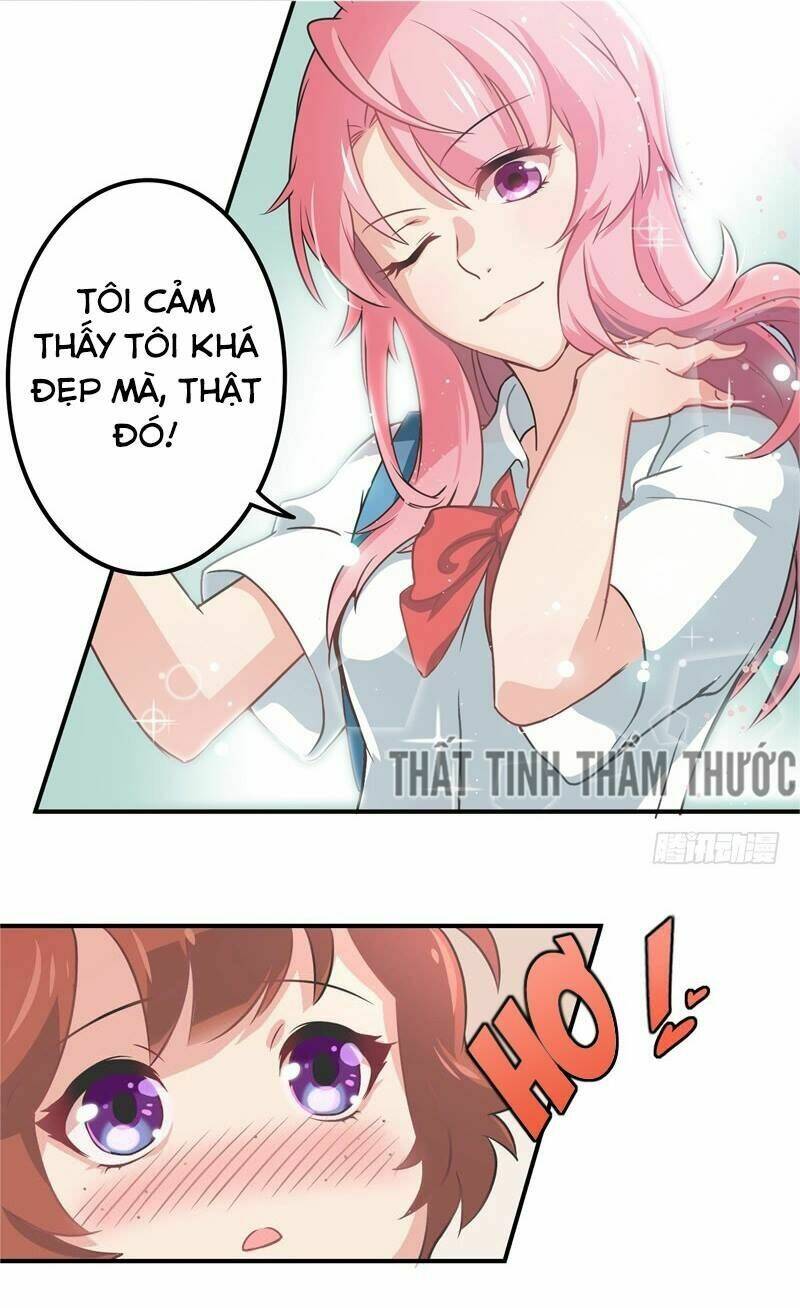 TÔI CẢM
THẤY TÔI KHÁ
ĐẸP MÀ, THẬT
ĐÓ!
THẤT TINH THẨM THƯỚC
腾讯动漫
HƠ!